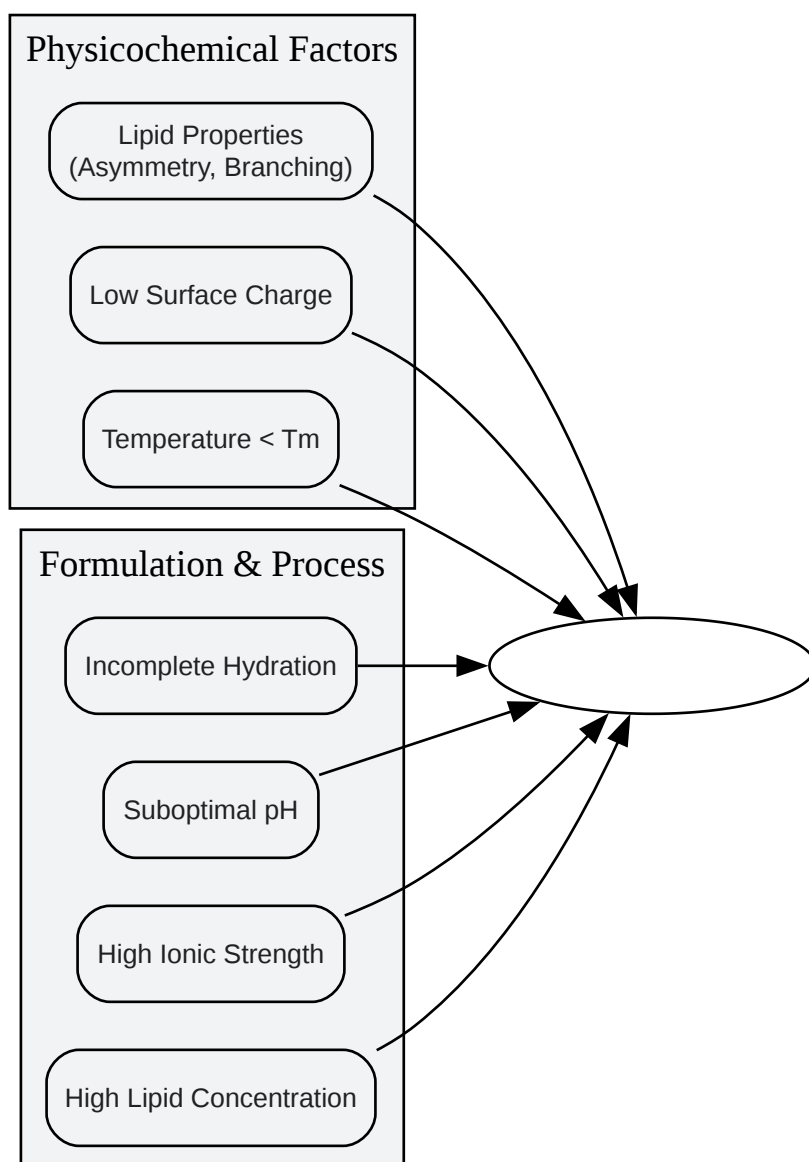 Physicochemical Factors
Lipid Properties
(Asymmetry, Branching)
Low Surface Charge
Temperature < Tm
Formulation & Process
Incomplete Hydration
Suboptimal pH
High Ionic Strength
High Lipid Concentration